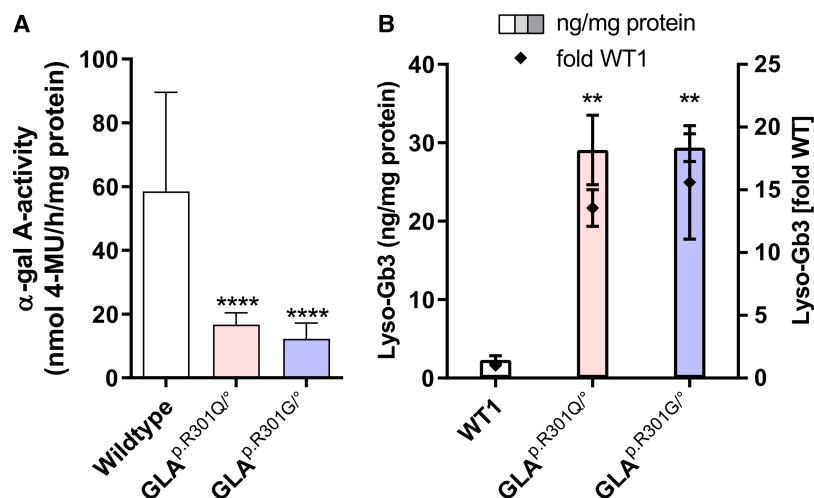 A
α-gal A-activity
(nmol 4-MU/h/mg protein)
100
80
60
40
20
0
****
****
Wildtype
GLAp.R301Q/°
GLAp.R301G/°
B
ng/mg protein
fold WT1
Lyso-Gb3 (ng/mg protein)
40
30
20
10
0
**
**
25
20
15
10
5
0
Lyso-Gb3 [fold WT]
WT1
GLAp.R301Q/°
GLAp.R301G/°